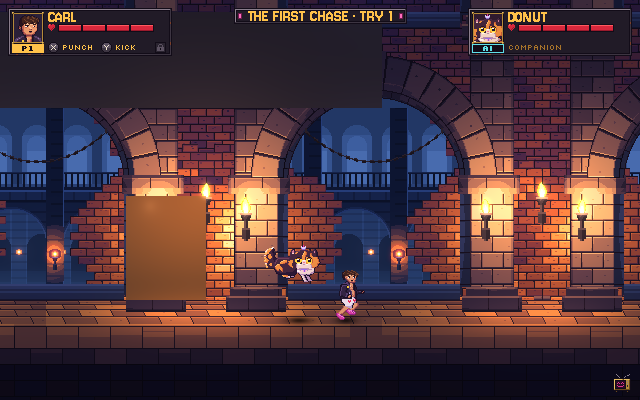 CARL
P1
X PUNCH Y KICK
THE FIRST CHASE · TRY 1
DONUT
AI COMPANION